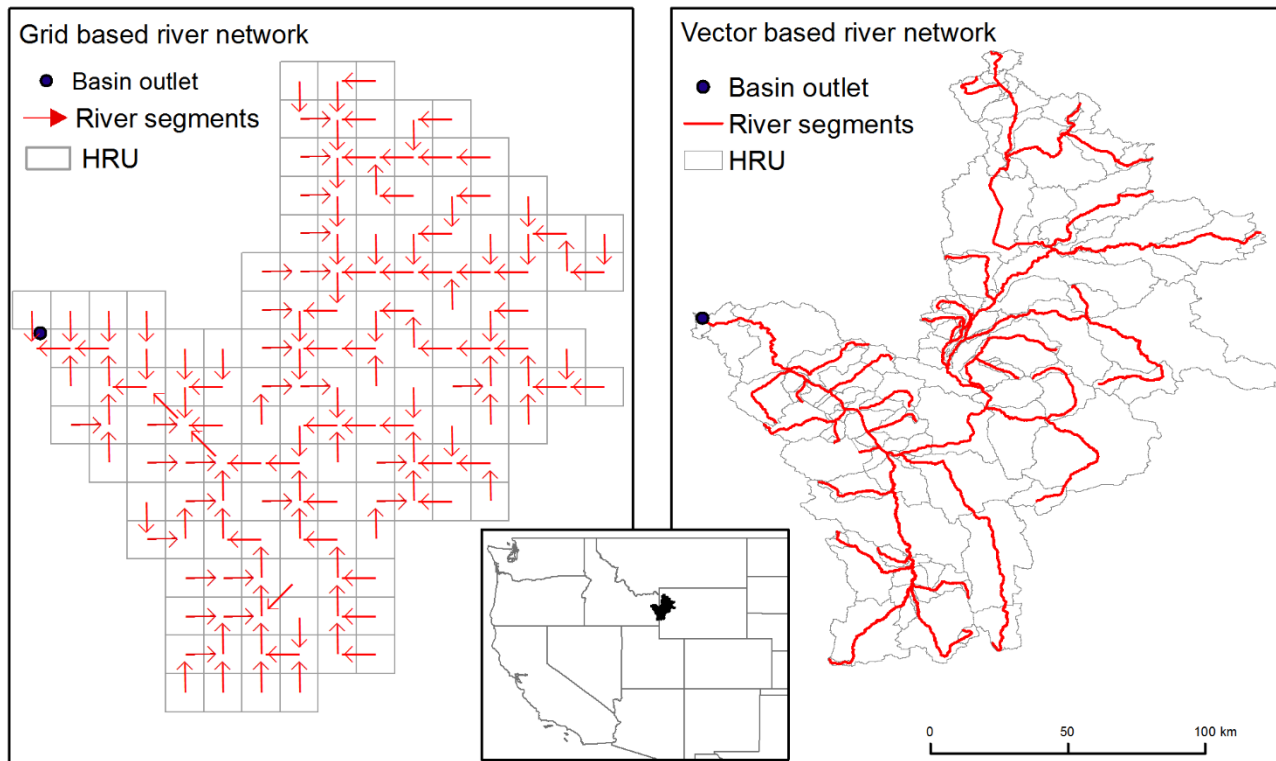 Grid based river network
Basin outlet
River segments
HRU
Vector based river network
Basin outlet
River segments
HRU
0 50 100 km